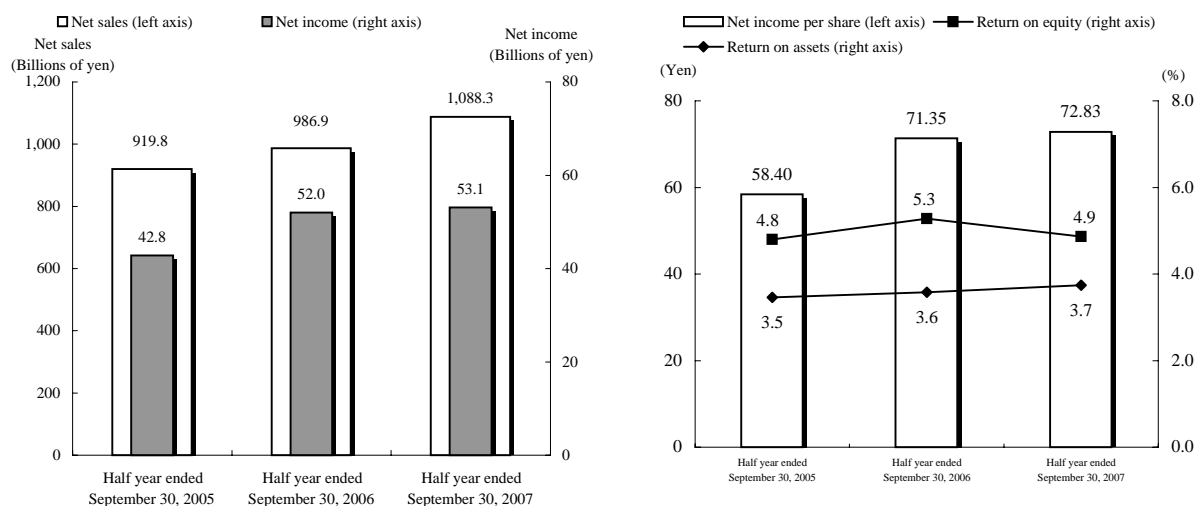 Net sales (left axis) Net income (right axis)
Net sales
(Billions of yen)
Net income
(Billions of yen)
1,200
1,000
800
600
400
200
0
80
60
40
20
0
919.8
986.9
1,088.3
42.8
52.0
53.1
Half year ended
September 30, 2005
Half year ended
September 30, 2006
Half year ended
September 30, 2007
Net income per share (left axis) Return on equity (right axis)
Return on assets (right axis)
(Yen)
(%)
80
60
40
20
0
8.0
6.0
4.0
2.0
0.0
58.40
71.35
72.83
4.8
5.3
4.9
3.5
3.6
3.7
Half year ended
September 30, 2005
Half year ended
September 30, 2006
Half year ended
September 30, 2007